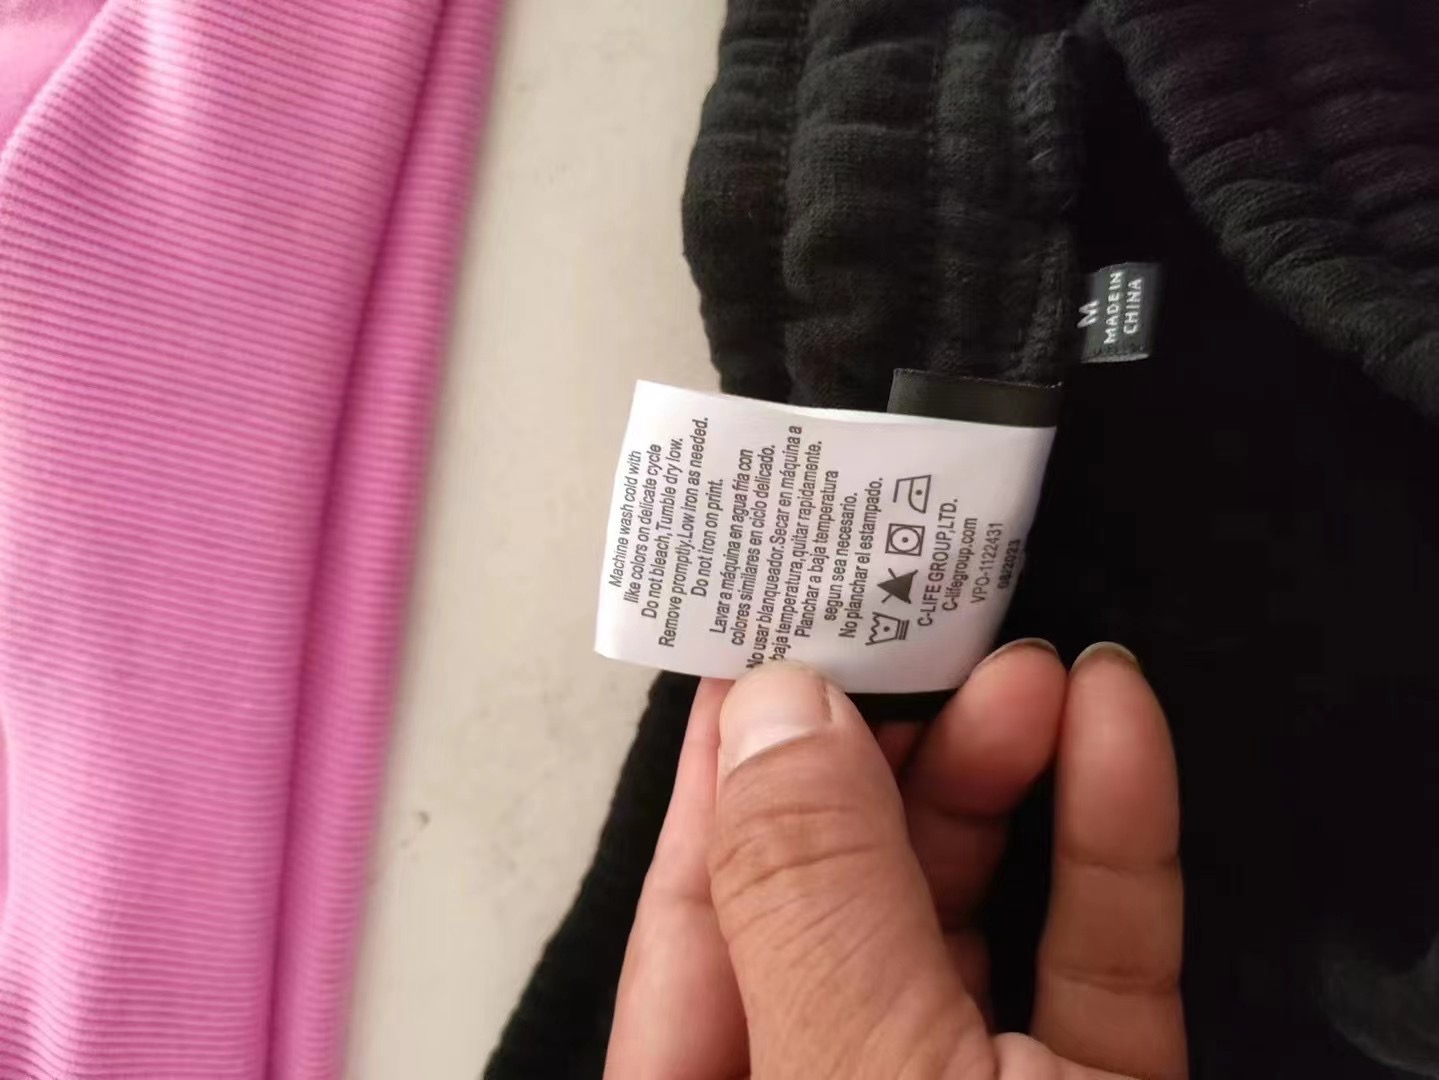 Machine wash cold with
like colors on delicate cycle
Do not bleach,Tumble dry low.
Remove promptly.Low iron as needed.
Do not iron on print.
Lavar a máquina en agua fría con
colores similares en ciclo delicado.
No usar blanqueador.Secar en máquina a
baja temperatura,quitar rapidamente.
Planchar a baja temperatura
segun sea necesario.
No planchar el estampado.
C-LIFE GROUP,LTD.
C-lifegroup.com
VPO-1122431
08/2023
M
MADE IN
CHINA